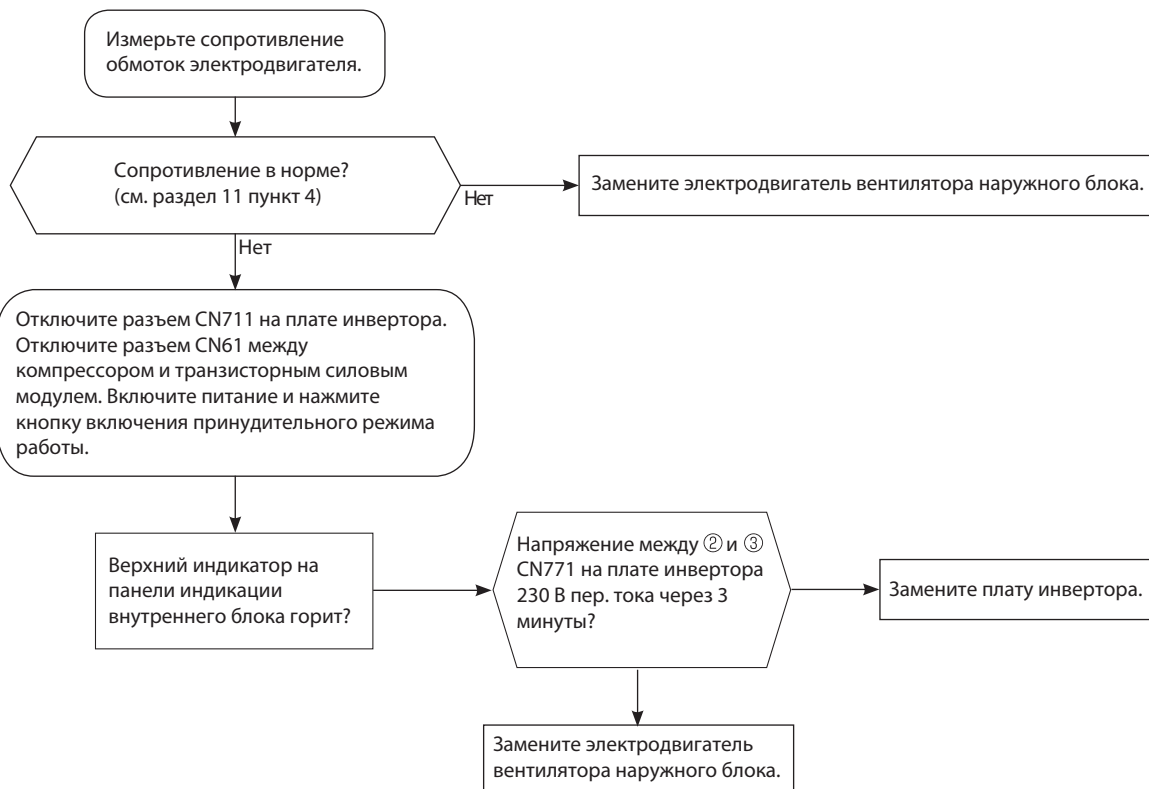 Измерьте сопротивление
обмоток электродвигателя.
Сопротивление в норме?
(см. раздел 11 пункт 4)
Нет
Замените электродвигатель вентилятора наружного блока.
Нет
Отключите разъем CN711 на плате инвертора.
Отключите разъем CN61 между
компрессором и транзисторным силовым
модулем. Включите питание и нажмите
кнопку включения принудительного режима
работы.
Верхний индикатор на
панели индикации
внутреннего блока горит?
Напряжение между ② и ③
CN771 на плате инвертора
230 В пер. тока через 3
минуты?
Замените плату инвертора.
Замените электродвигатель
вентилятора наружного блока.